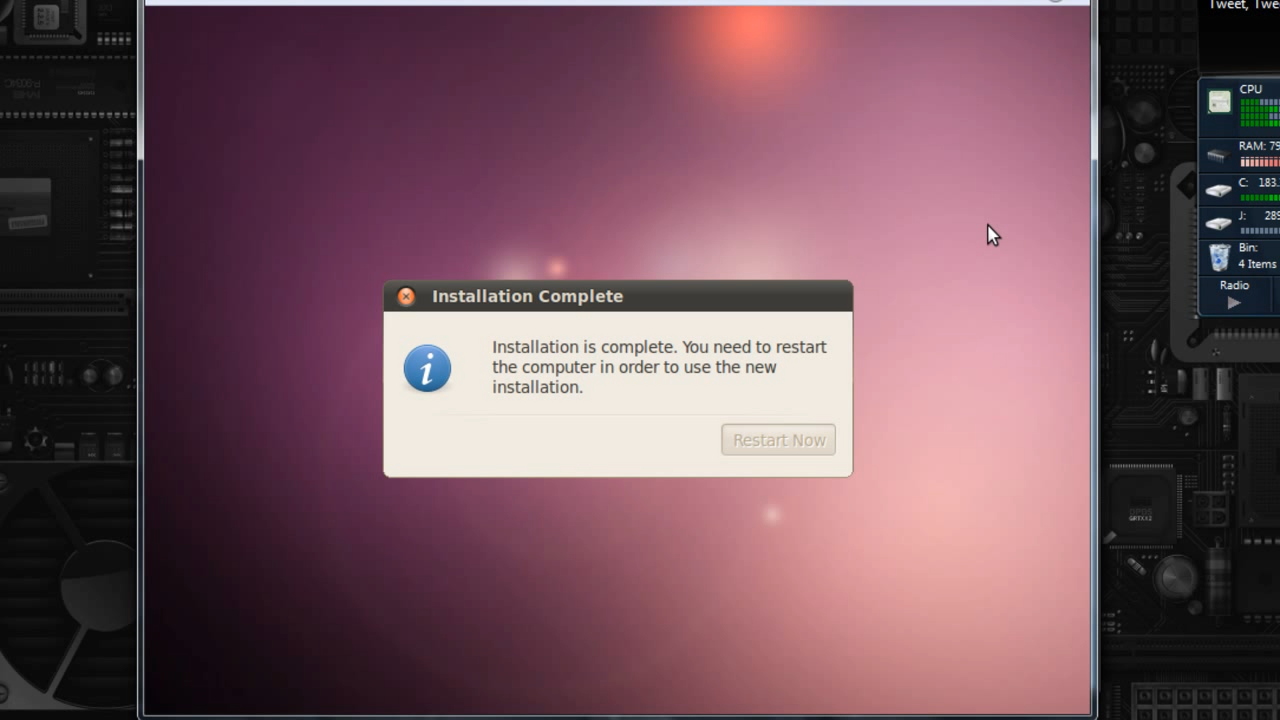 Tweet, Twe
CPU
RAM: 79
C: 183.
J: 289
Bin:
4 Items
Radio
Installation Complete
Installation is complete. You need to restart
the computer in order to use the new
installation.
Restart Now